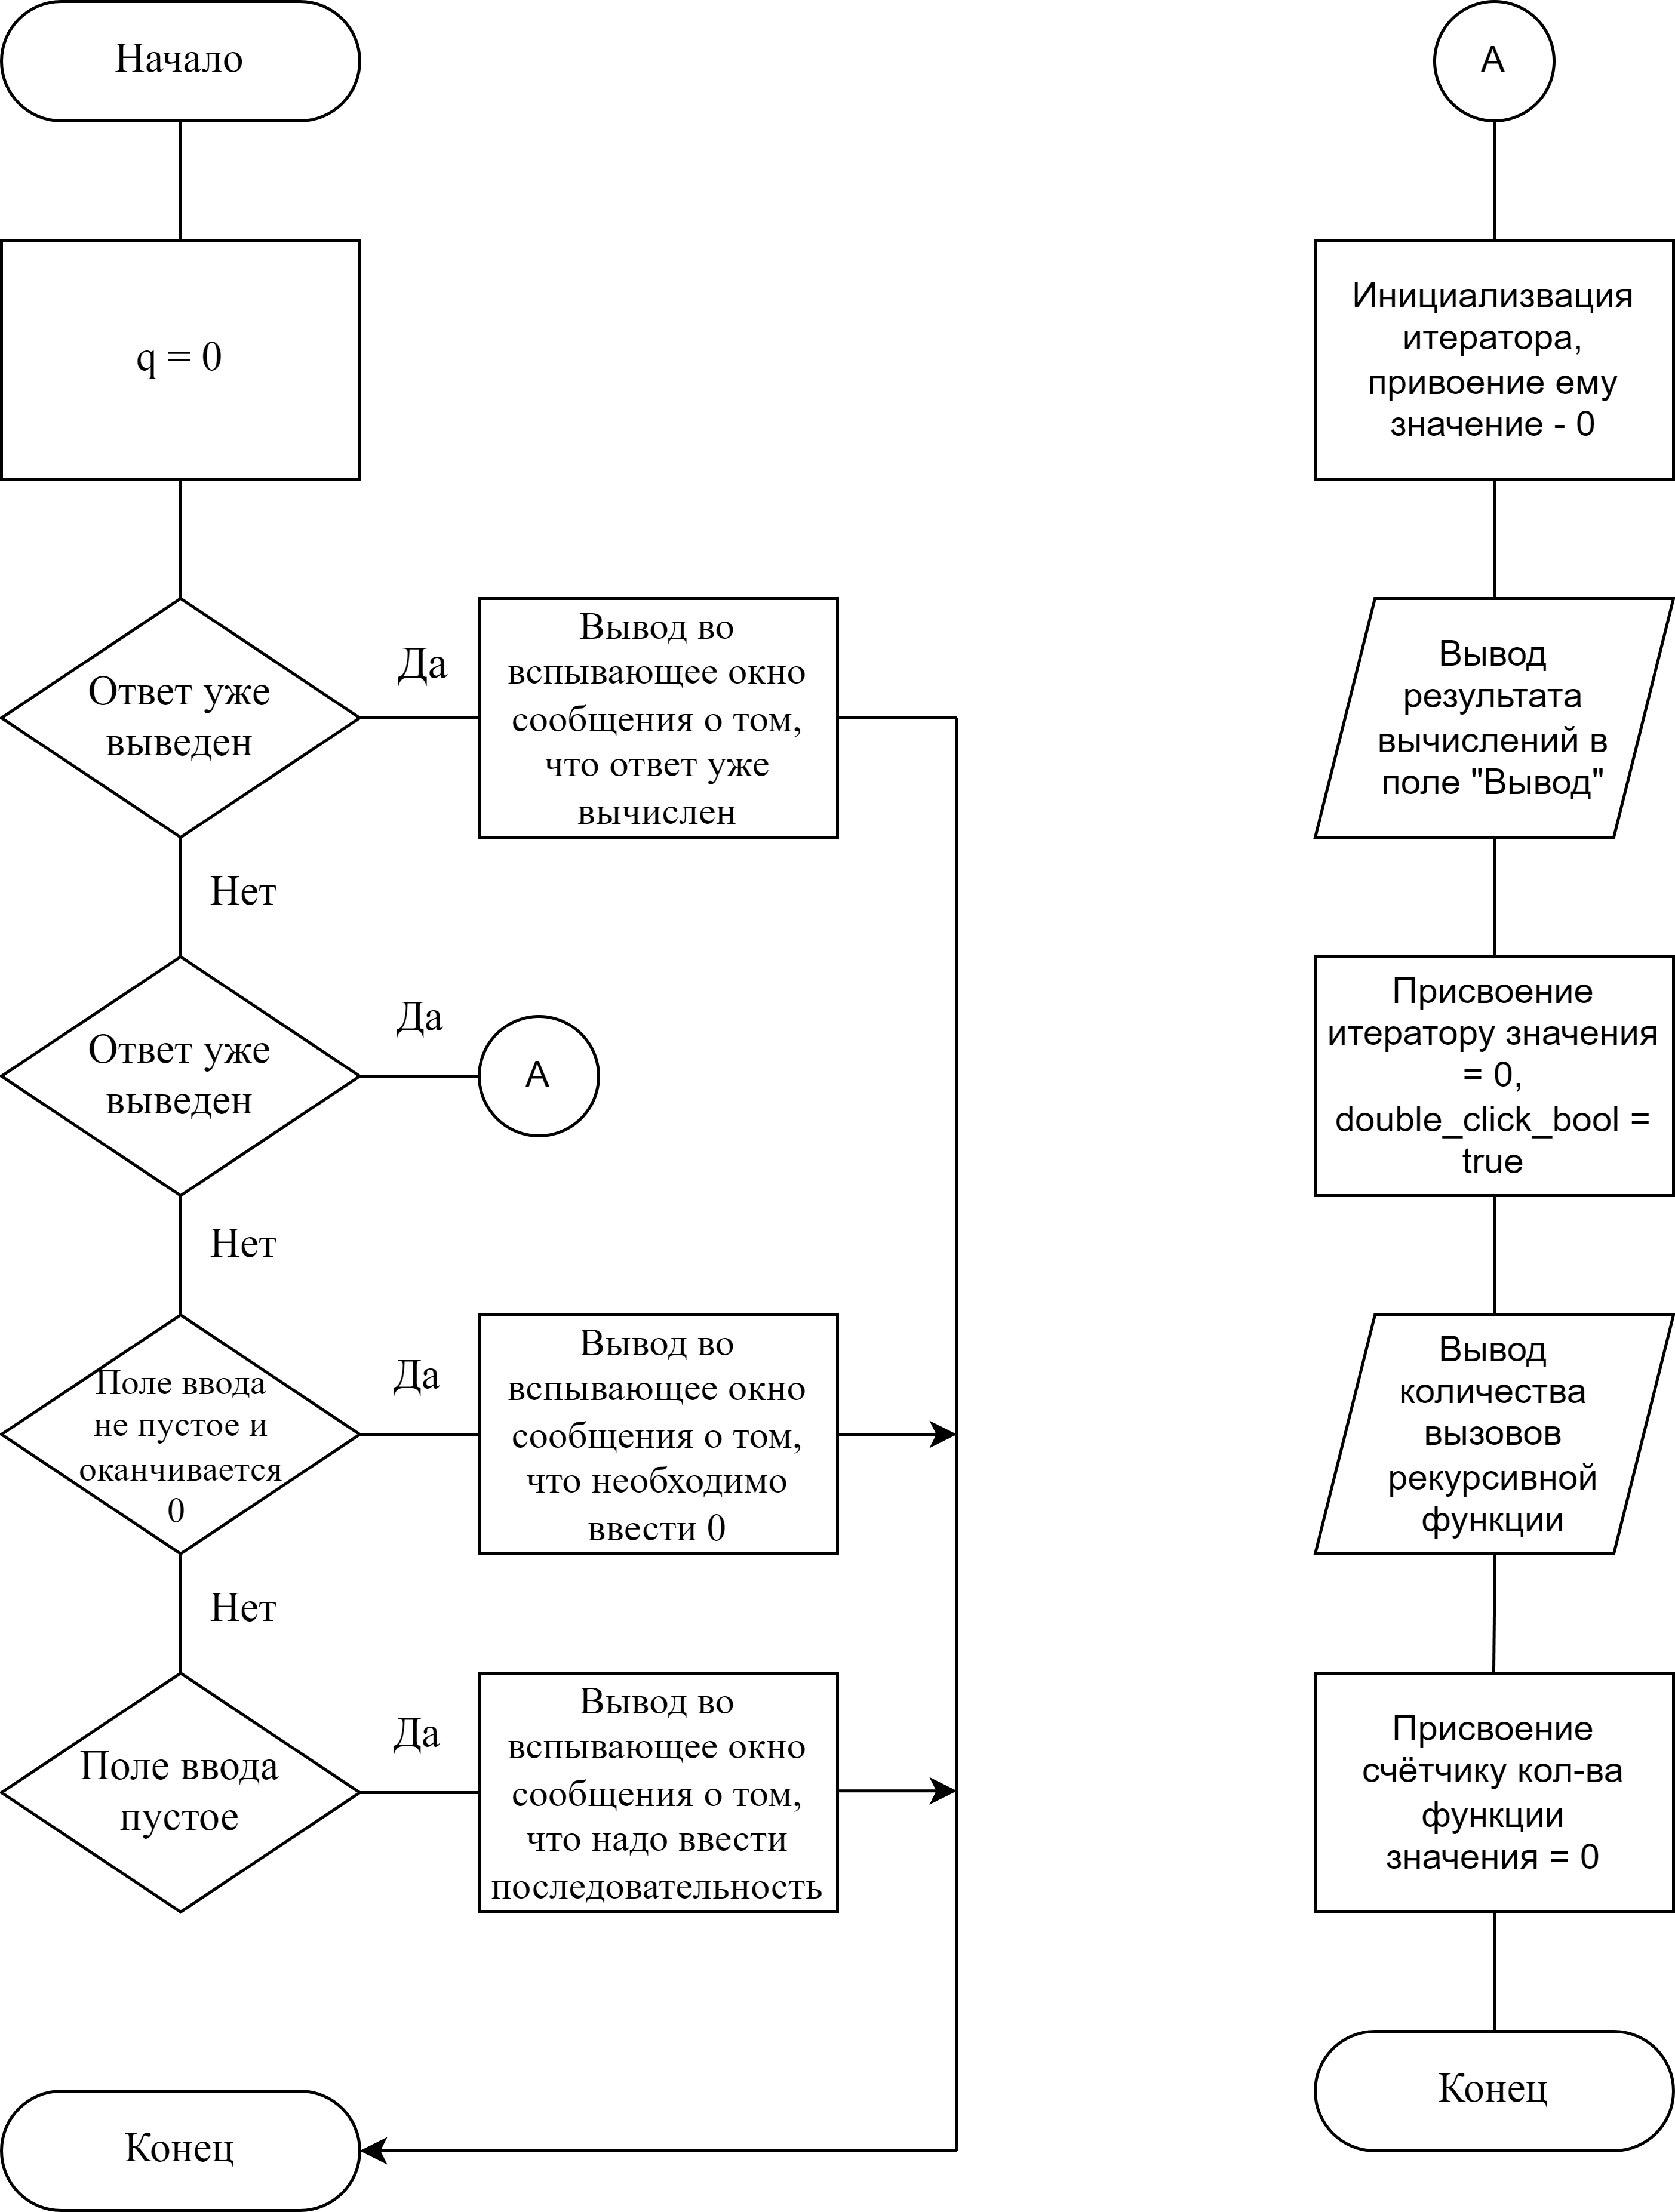 Начало
q = 0
Ответ уже
выведен
Да
Вывод во
вспывающее окно
сообщения о том,
что ответ уже
вычислен
Нет
Ответ уже
выведен
Да
A
Нет
Поле ввода
не пустое и
оканчивается
0
Да
Вывод во
вспывающее окно
сообщения о том,
что необходимо
ввести 0
Нет
Поле ввода
пустое
Да
Вывод во
вспывающее окно
сообщения о том,
что надо ввести
последовательность
Конец
A
Инициализвация
итератора,
привоение ему
значение - 0
Вывод
результата
вычислений в
поле "Вывод"
Присвоение
итератору значения
= 0,
double_click_bool =
true
Вывод
количества
вызовов
рекурсивной
функции
Присвоение
счётчику кол-ва
функции
значения = 0
Конец